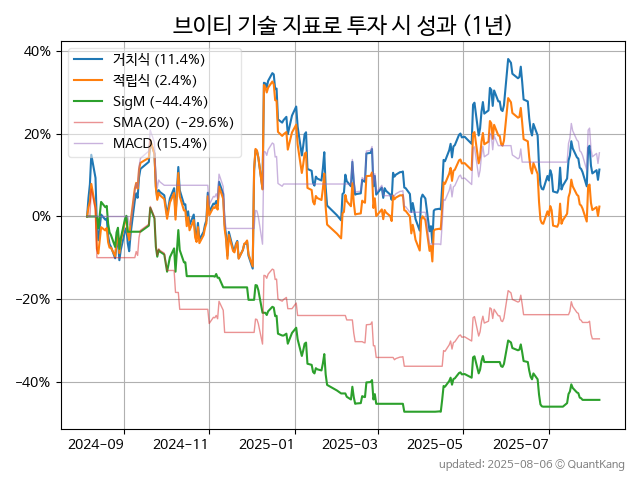 브이티 기술 지표로 투자 시 성과 (1년)
40%
20%
0%
−20%
−40%
거치식 (11.4%)
적립식 (2.4%)
SigM (−44.4%)
SMA(20) (−29.6%)
MACD (15.4%)
2024−09
2024−11
2025−01
2025−03
2025−05
2025−07
updated: 2025-08-06 © QuantKang